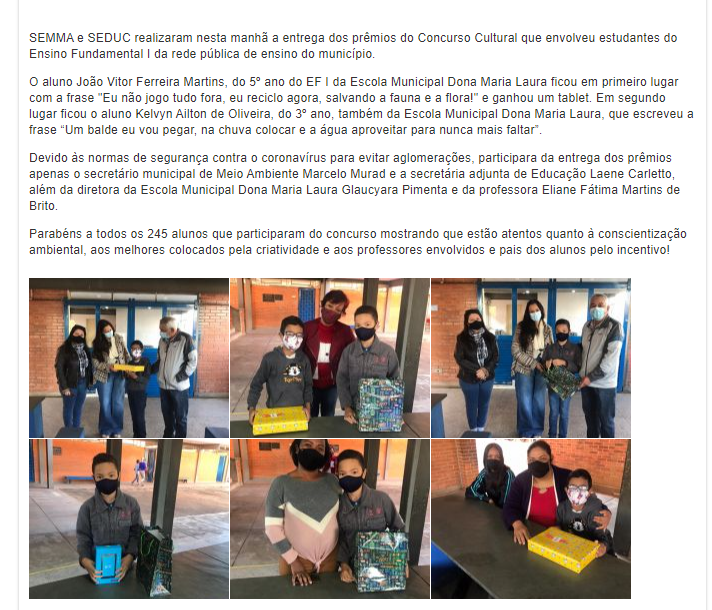 SEMMA e SEDUC realizaram nesta manhã a entrega dos prêmios do Concurso Cultural que envolveu estudantes do
Ensino Fundamental I da rede pública de ensino do município.
O aluno João Vitor Ferreira Martins, do 5º ano do EF I da Escola Municipal Dona Maria Laura ficou em primeiro lugar
com a frase "Eu não jogo tudo fora, eu reciclo agora, salvando a fauna e a flora!" e ganhou um tablet. Em segundo
lugar ficou o aluno Kelvyn Ailton de Oliveira, do 3º ano, também da Escola Municipal Dona Maria Laura, que escreveu a
frase “Um balde eu vou pegar, na chuva colocar e a água aproveitar para nunca mais faltar”.
Devido às normas de segurança contra o coronavírus para evitar aglomerações, participara da entrega dos prêmios
apenas o secretário municipal de Meio Ambiente Marcelo Murad e a secretária adjunta de Educação Laene Carletto,
além da diretora da Escola Municipal Dona Maria Laura Glaucyara Pimenta e da professora Eliane Fátima Martins de
Brito.
Parabéns a todos os 245 alunos que participaram do concurso mostrando que estão atentos quanto à conscientização
ambiental, aos melhores colocados pela criatividade e aos professores envolvidos e pais dos alunos pelo incentivo!